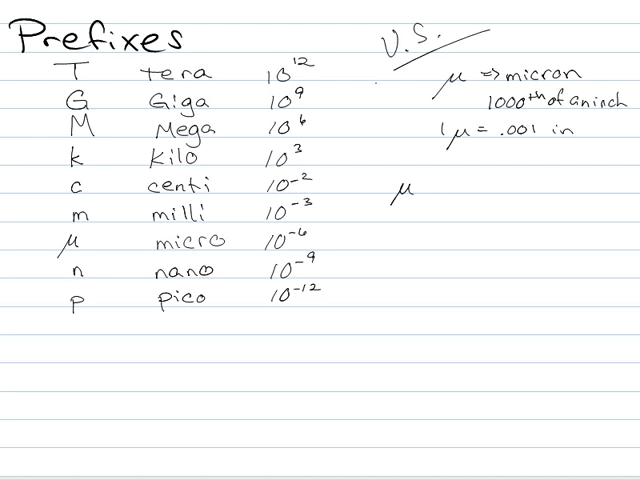 Prefixes
T tera 10^12
G Giga 10^9
M Mega 10^6
k kilo 10^3
c centi 10^-2
m milli 10^-3
μ micro 10^-6
n nano 10^-9
p pico 10^-12
U.S.
μ => micron
1000th of an inch
1 μ = .001 in
μ